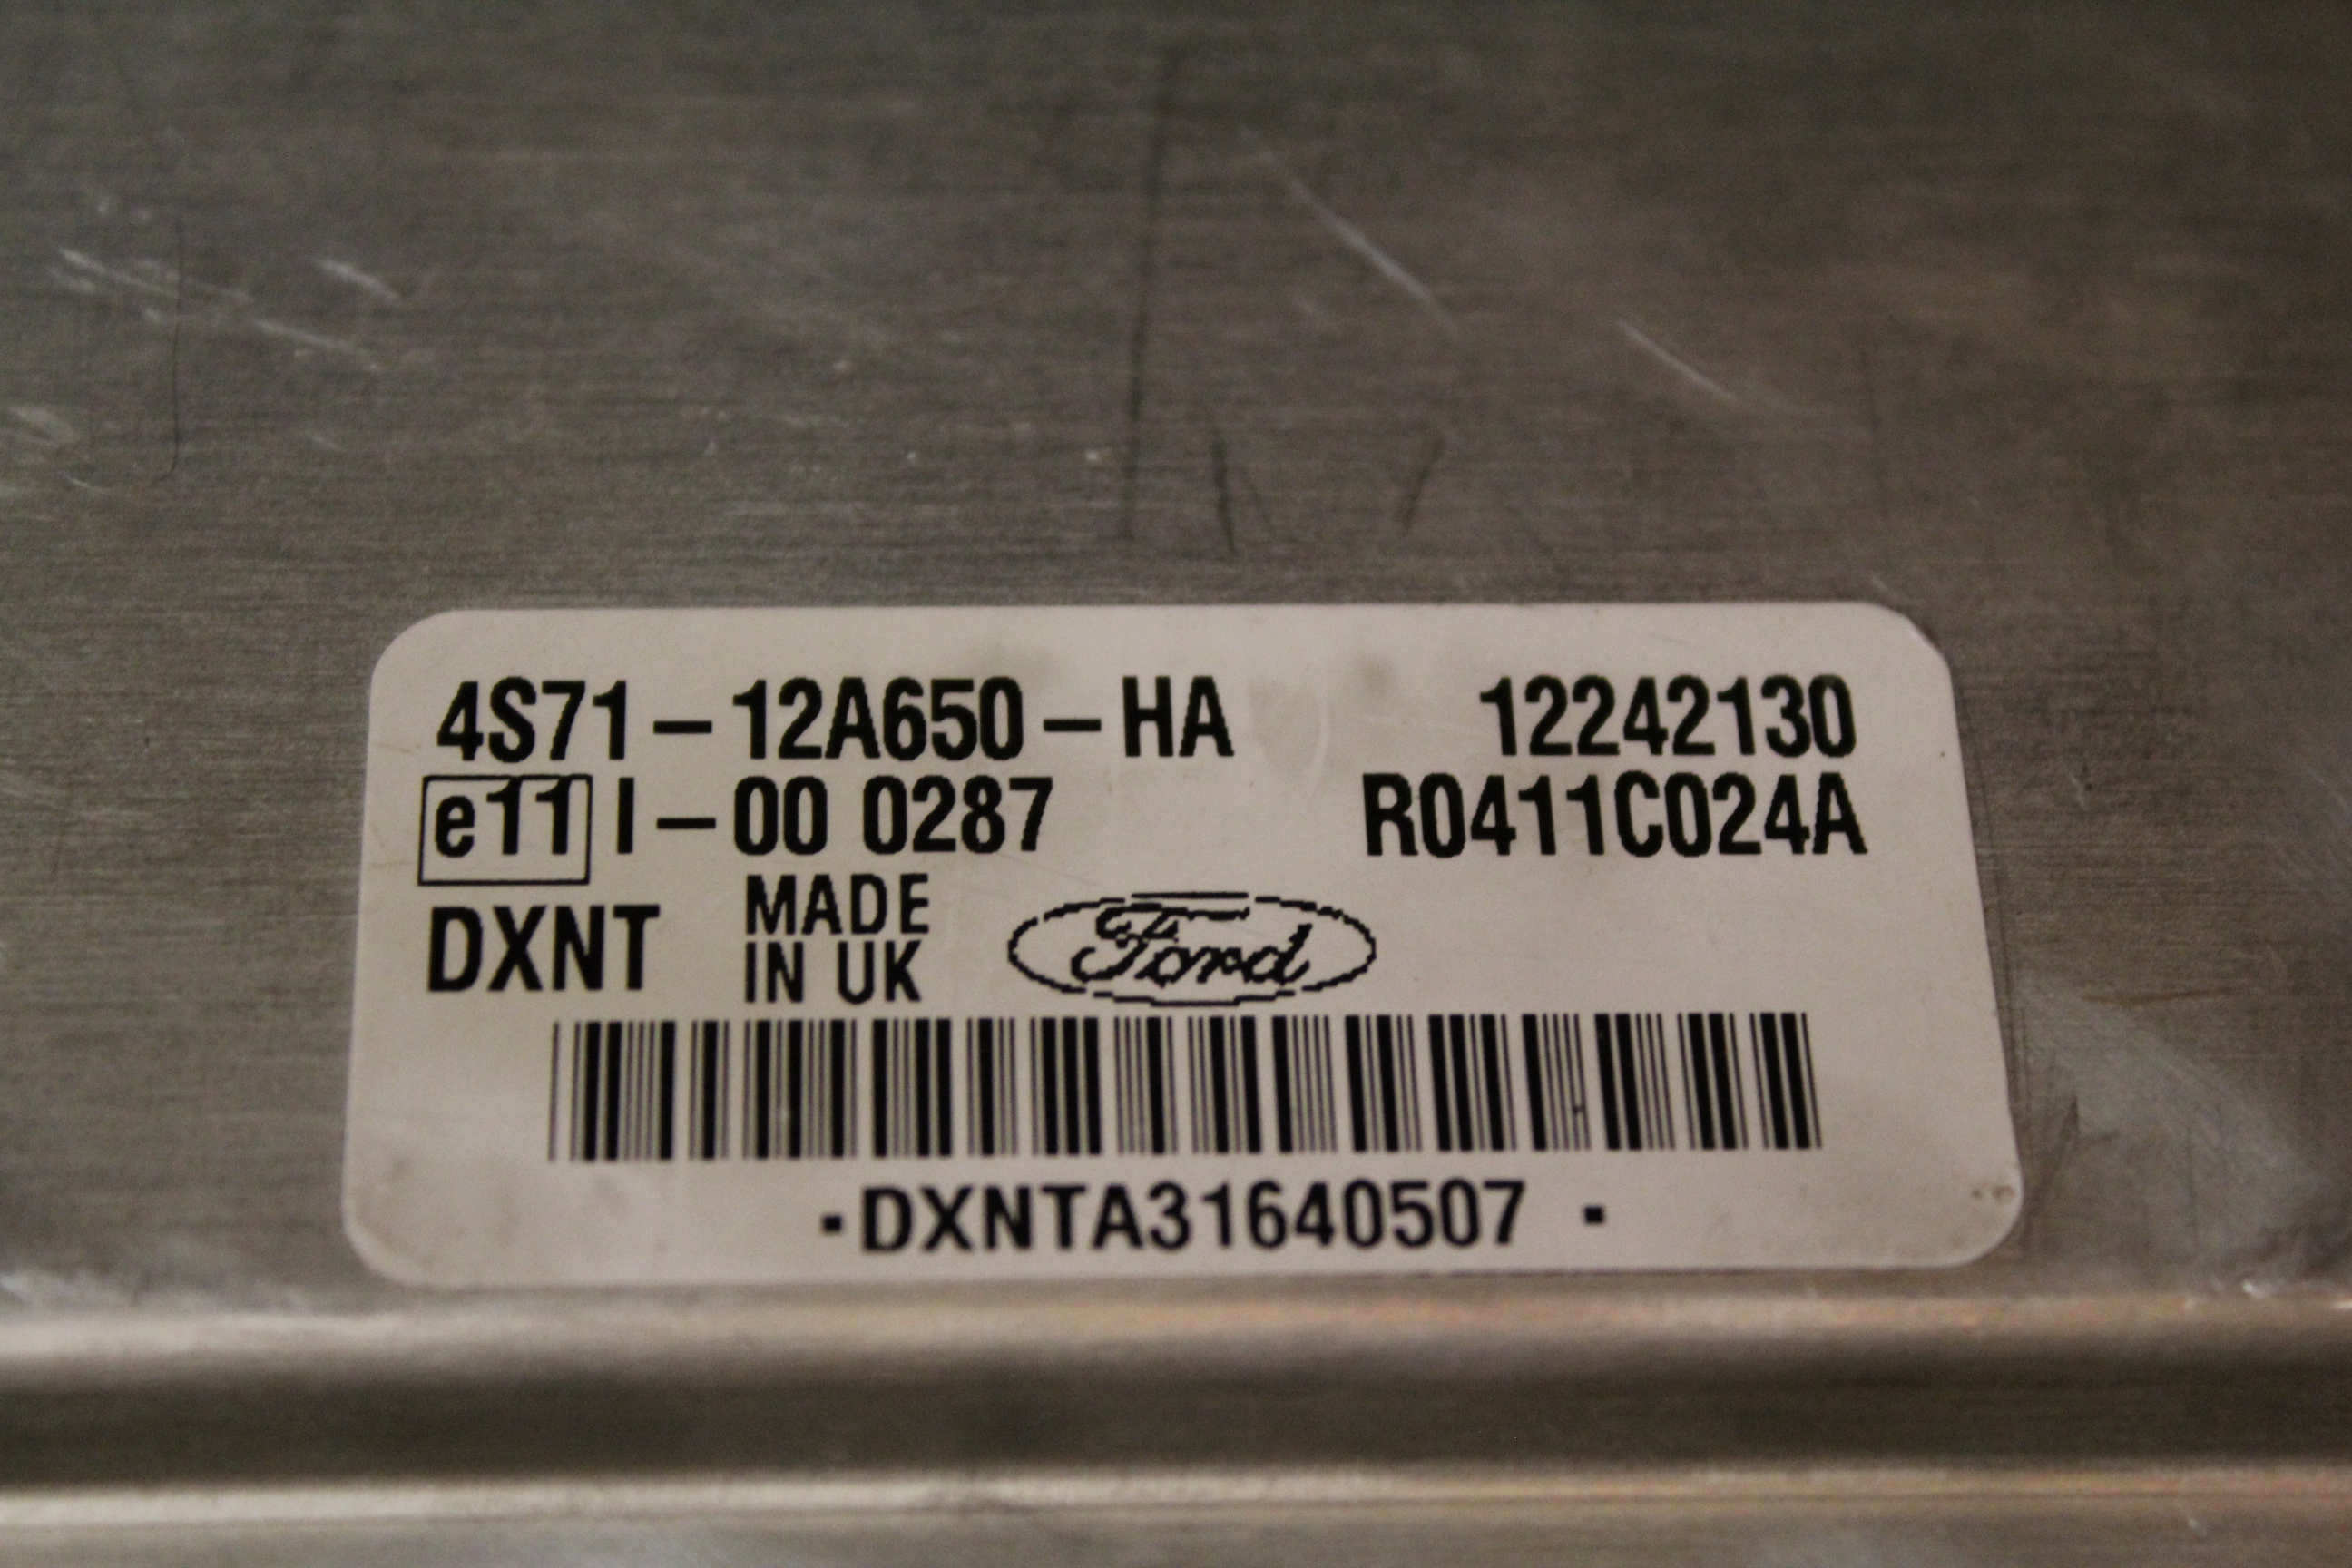 4S71-12A650-HA 12242130
e11 I-00 0287 R0411C024A
DXNT MADE IN UK Ford
-DXNTA31640507 -